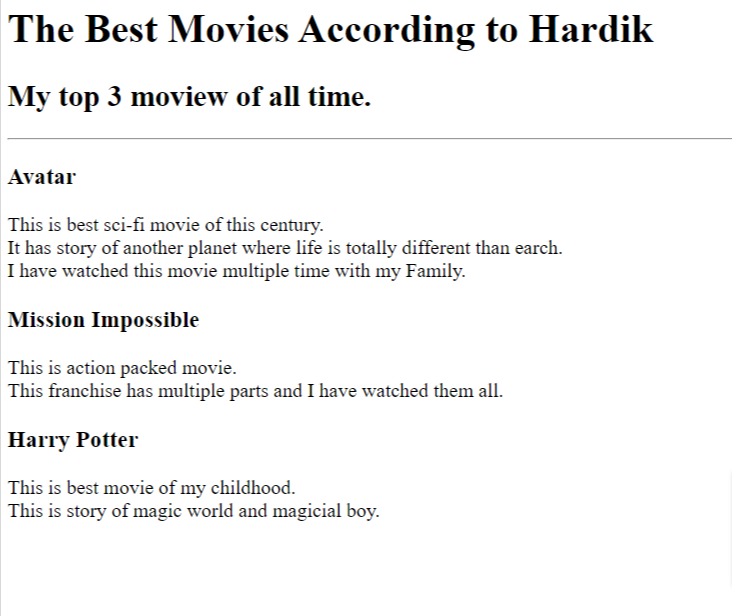 The Best Movies According to Hardik
My top 3 moview of all time.
Avatar
This is best sci-fi movie of this century.
It has story of another planet where life is totally different than earch.
I have watched this movie multiple time with my Family.
Mission Impossible
This is action packed movie.
This franchise has multiple parts and I have watched them all.
Harry Potter
This is best movie of my childhood.
This is story of magic world and magicial boy.